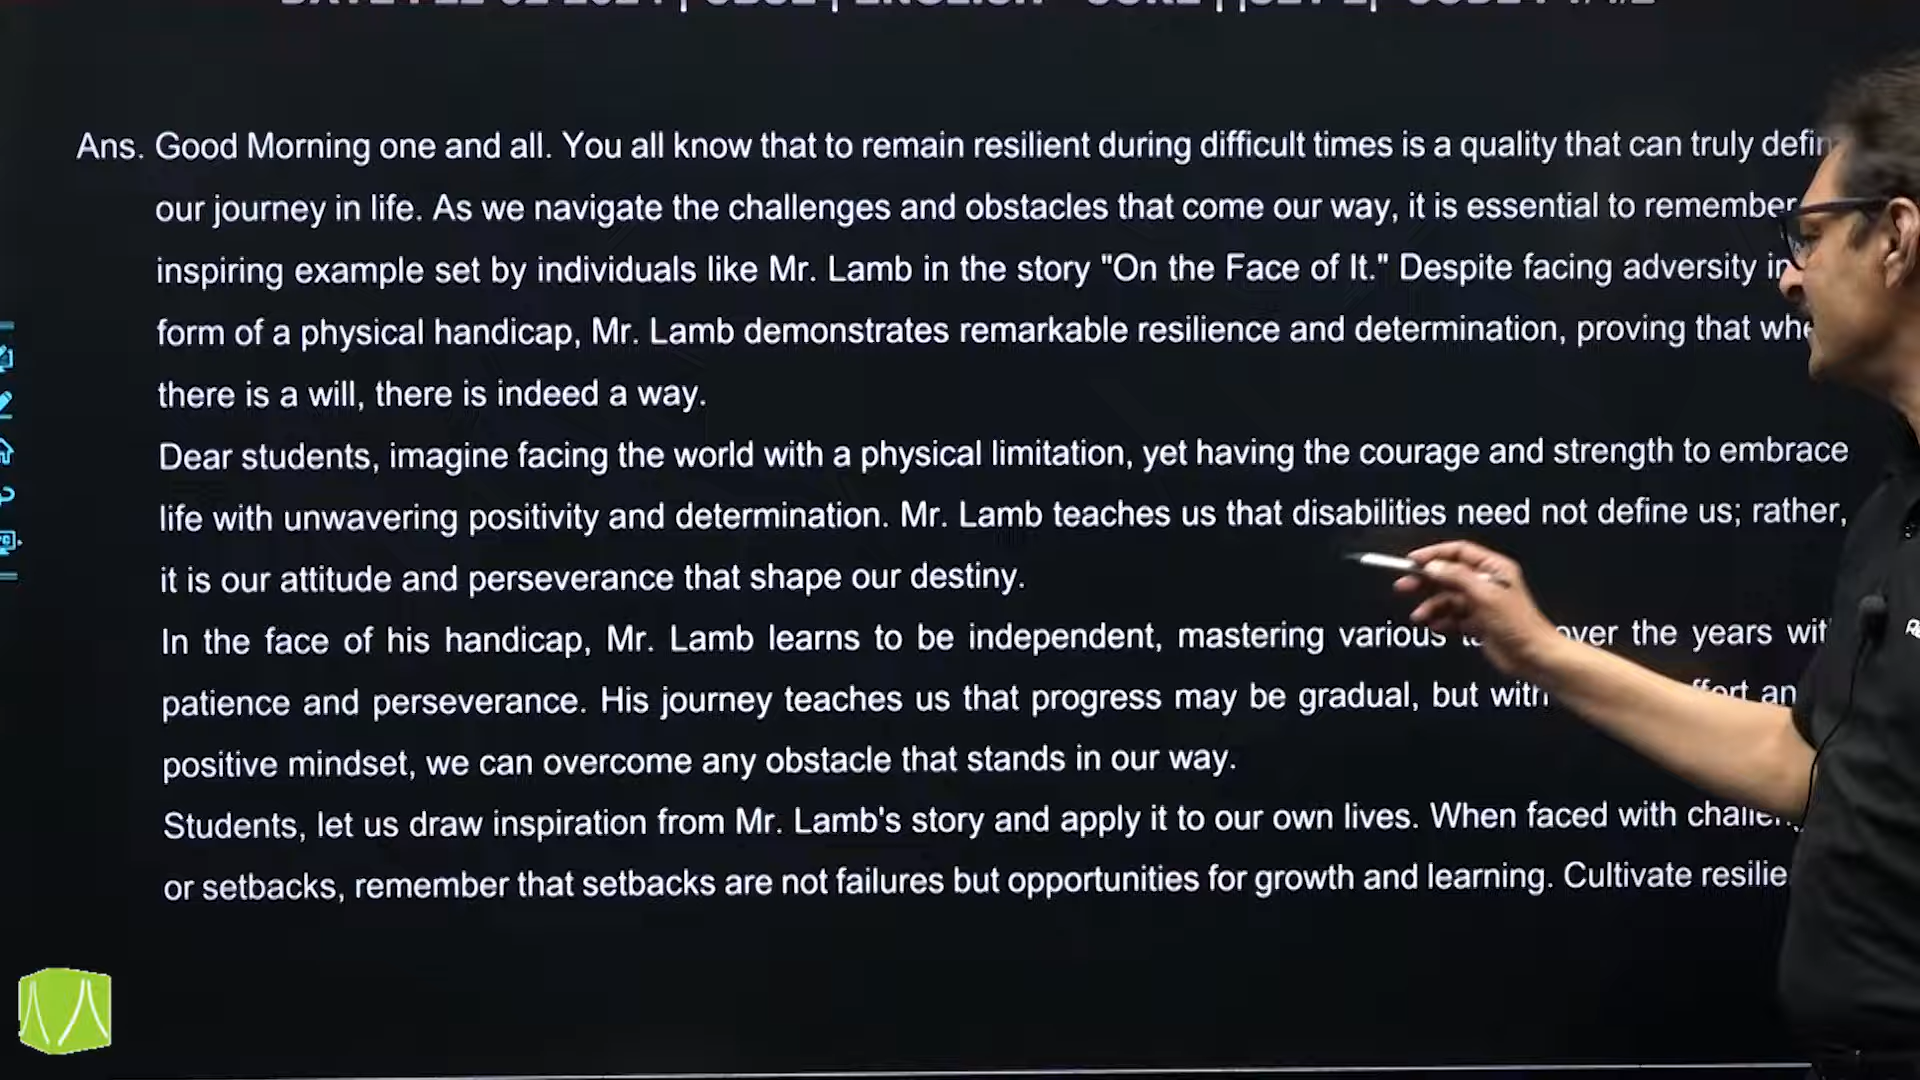 Ans. Good Morning one and all. You all know that to remain resilient during difficult times is a quality that can truly
our journey in life. As we navigate the challenges and obstacles that come our way, it is essential to remember
inspiring example set by individuals like Mr. Lamb in the story "On the Face of It." Despite facing adversity
form of a physical handicap, Mr. Lamb demonstrates remarkable resilience and determination, proving that
there is a will, there is indeed a way.
Dear students, imagine facing the world with a physical limitation, yet having the courage and strength to embrace
life with unwavering positivity and determination. Mr. Lamb teaches us that disabilities need not define us; rather,
it is our attitude and perseverance that shape our destiny.
In the face of his handicap, Mr. Lamb learns to be independent, mastering various over the years
patience and perseverance. His journey teaches us that progress may be gradual, but with
positive mindset, we can overcome any obstacle that stands in our way.
Students, let us draw inspiration from Mr. Lamb's story and apply it to our own lives. When faced with
or setbacks, remember that setbacks are not failures but opportunities for growth and learning. Cultivate